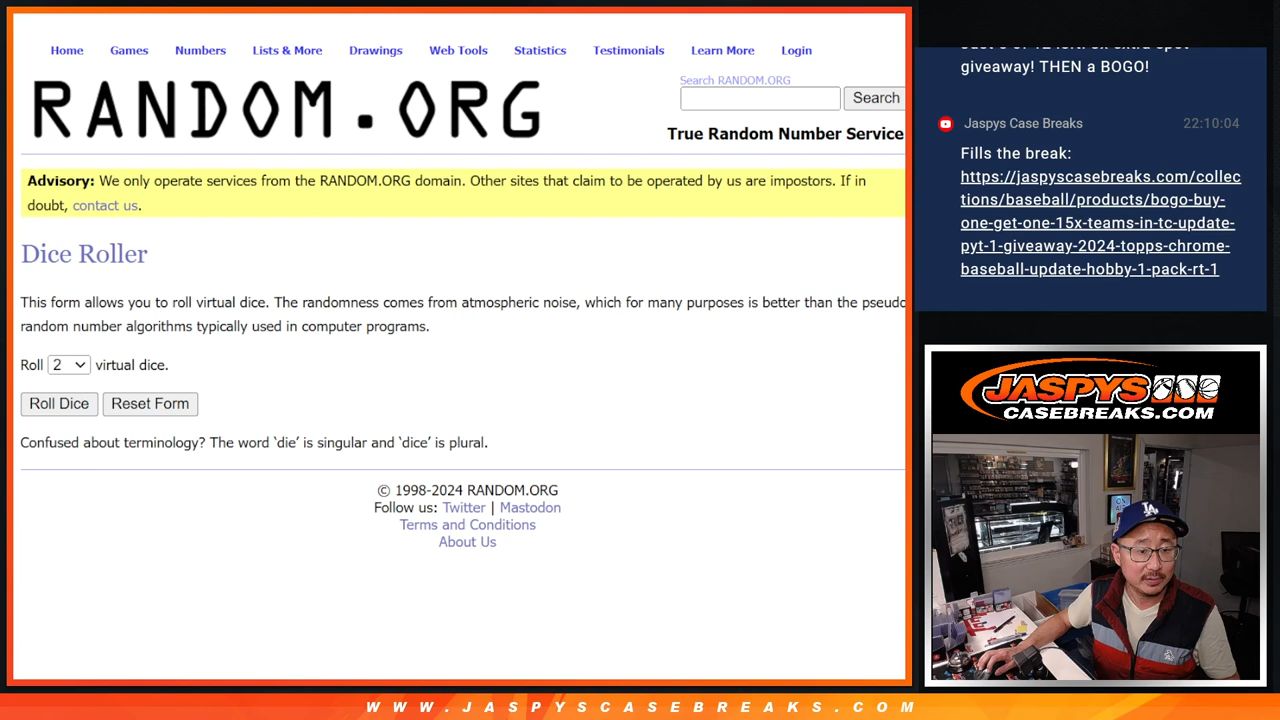 Home Games Numbers Lists & More Drawings Web Tools Statistics Testimonials Learn More Login
RANDOM.ORG
Search RANDOM.ORG
Search
True Random Number Service
Advisory: We only operate services from the RANDOM.ORG domain. Other sites that claim to be operated by us are impostors. If in
doubt, contact us.
Dice Roller
This form allows you to roll virtual dice. The randomness comes from atmospheric noise, which for many purposes is better than the pseudo
random number algorithms typically used in computer programs.
Roll 2 virtual dice.
Roll Dice Reset Form
Confused about terminology? The word ‘die’ is singular and ‘dice’ is plural.
© 1998-2024 RANDOM.ORG
Follow us: Twitter | Mastodon
Terms and Conditions
About Us
giveaway! THEN a BOGO!
Jaspys Case Breaks 22:10:04
Fills the break:
https://jaspyscasebreaks.com/collec
tions/baseball/products/bogo-buy-
one-get-one-15x-teams-in-tc-update-
pyt-1-giveaway-2024-topps-chrome-
baseball-update-hobby-1-pack-rt-1
JASPYS
CASEBREAKS.COM
WWW.JASPYSCASEBREAKS.COM